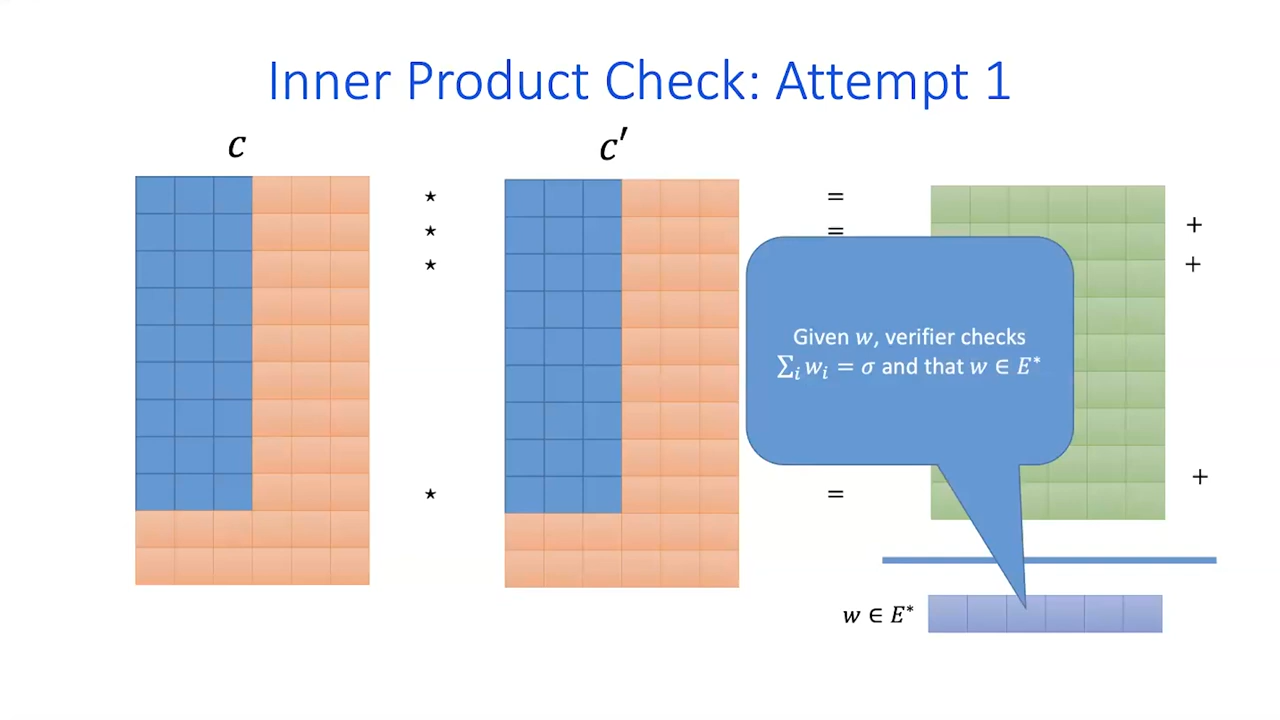 Inner Product Check: Attempt 1
c
c′
⋆ = +
⋆ = +
⋆
Given w, verifier checks
∑ᵢ wᵢ = σ and that w ∈ E*
⋆ = +
w ∈ E*